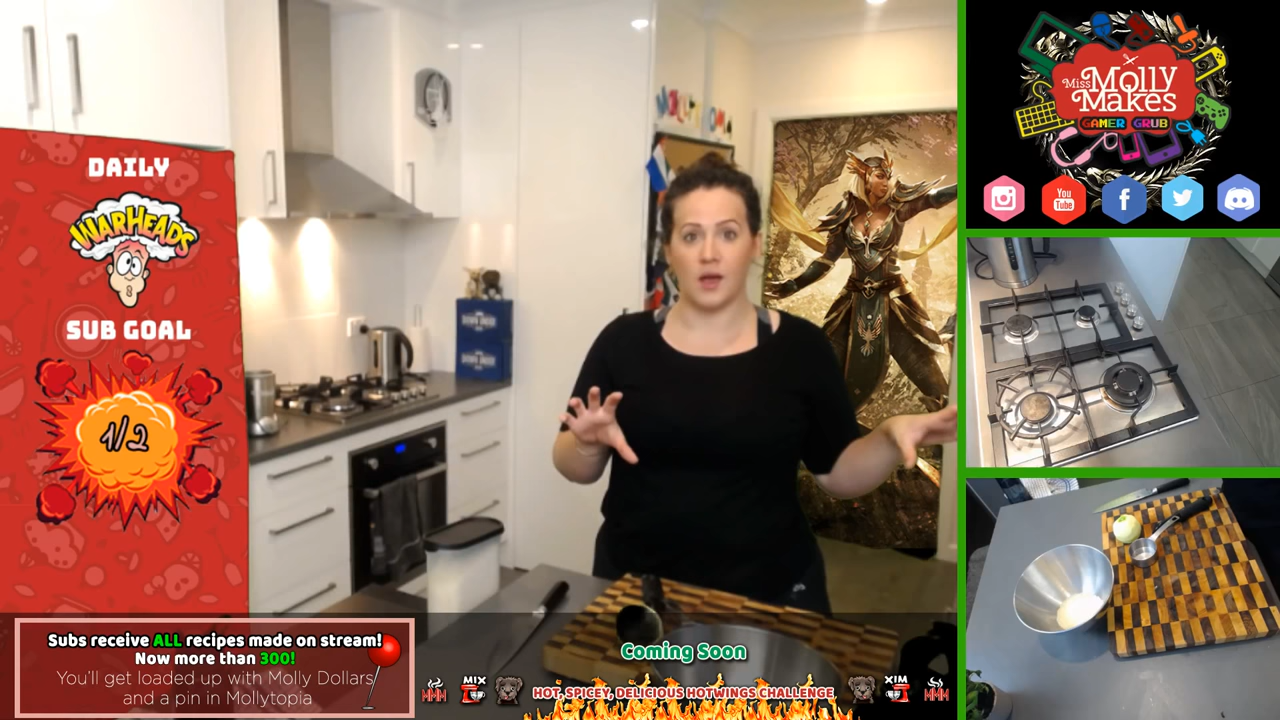 DAILY
WARHEADS
SUB GOAL
1/2
Subs receive ALL recipes made on stream!
Now more than 300!
You'll get loaded up with Molly Dollars
and a pin in Mollytopia
Coming Soon
MIX
HOT, SPICEY, DELICIOUS HOTWINGS CHALLENGE
XIM
Miss
Molly
Makes
GAMER GRUB
You
Tube